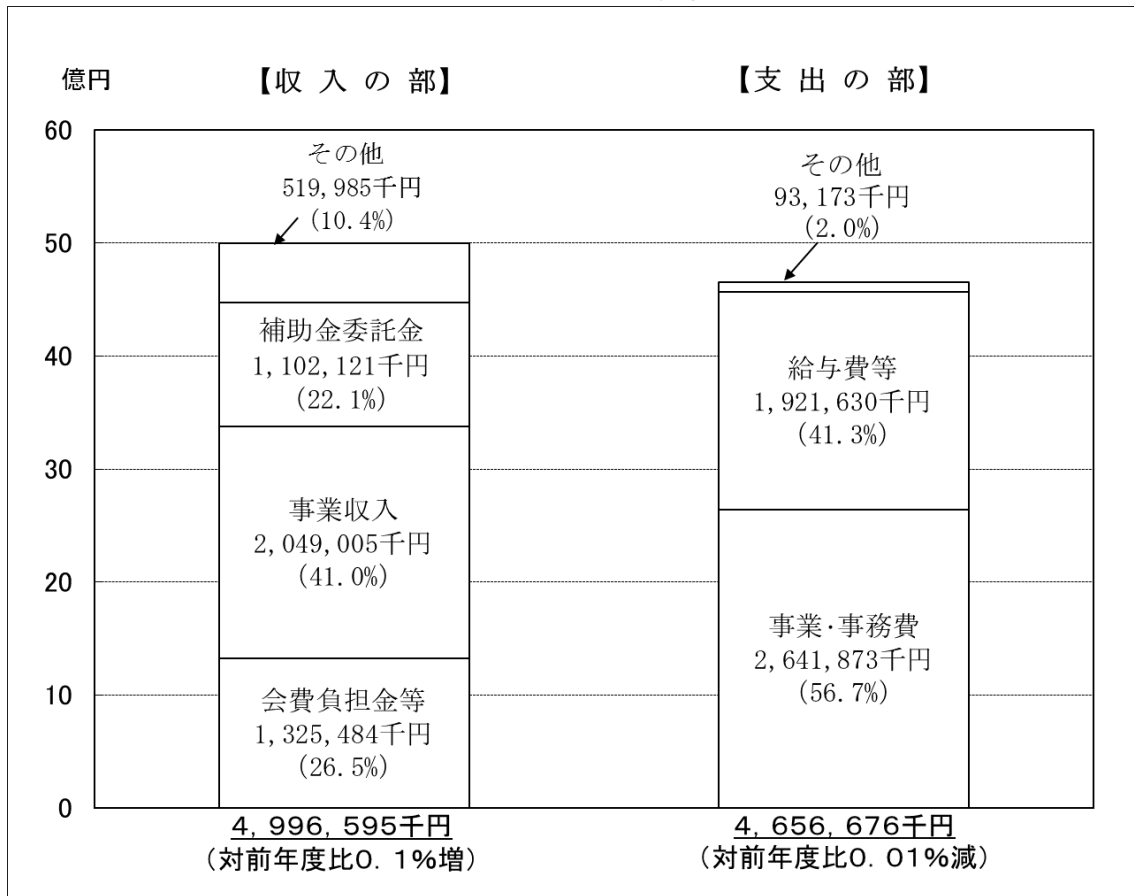 億円
【収 入 の 部】
【支 出 の 部】
60
50
40
30
20
10
0
その他
519,985千円
(10.4%)
補助金委託金
1,102,121千円
(22.1%)
事業収入
2,049,005千円
(41.0%)
会費負担金等
1,325,484千円
(26.5%)
4,996,595千円
(対前年度比0.1%増)
その他
93,173千円
(2.0%)
給与費等
1,921,630千円
(41.3%)
事業・事務費
2,641,873千円
(56.7%)
4,656,676千円
(対前年度比0.01%減)